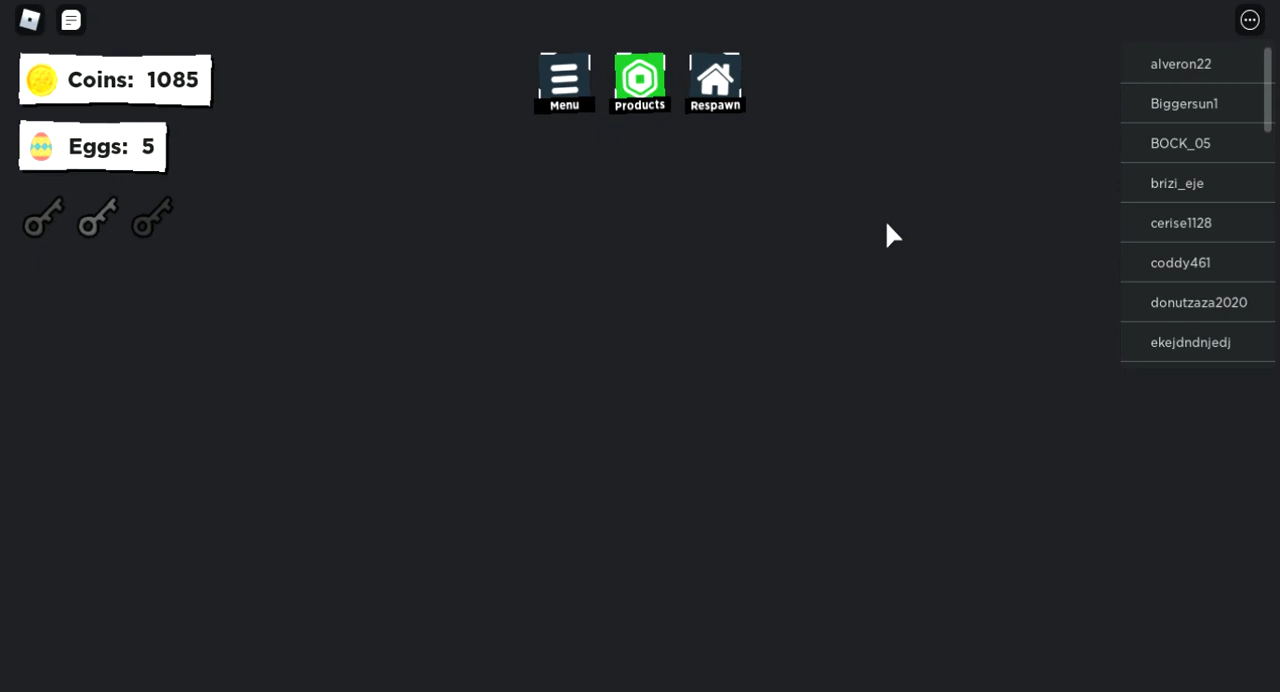 Coins: 1085
Eggs: 5
Menu
Products
Respawn
alveron22
Biggersun1
BOCK_05
brizi_eje
cerise1128
coddy461
donutzaza2020
ekejdndnjedj